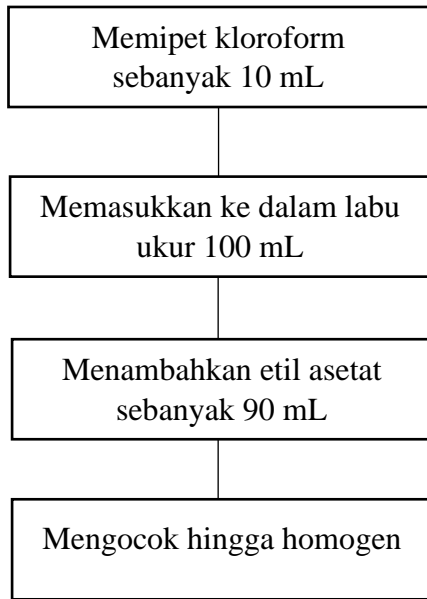 Memipet kloroform
sebanyak 10 mL
Memasukkan ke dalam labu
ukur 100 mL
Menambahkan etil asetat
sebanyak 90 mL
Mengocok hingga homogen